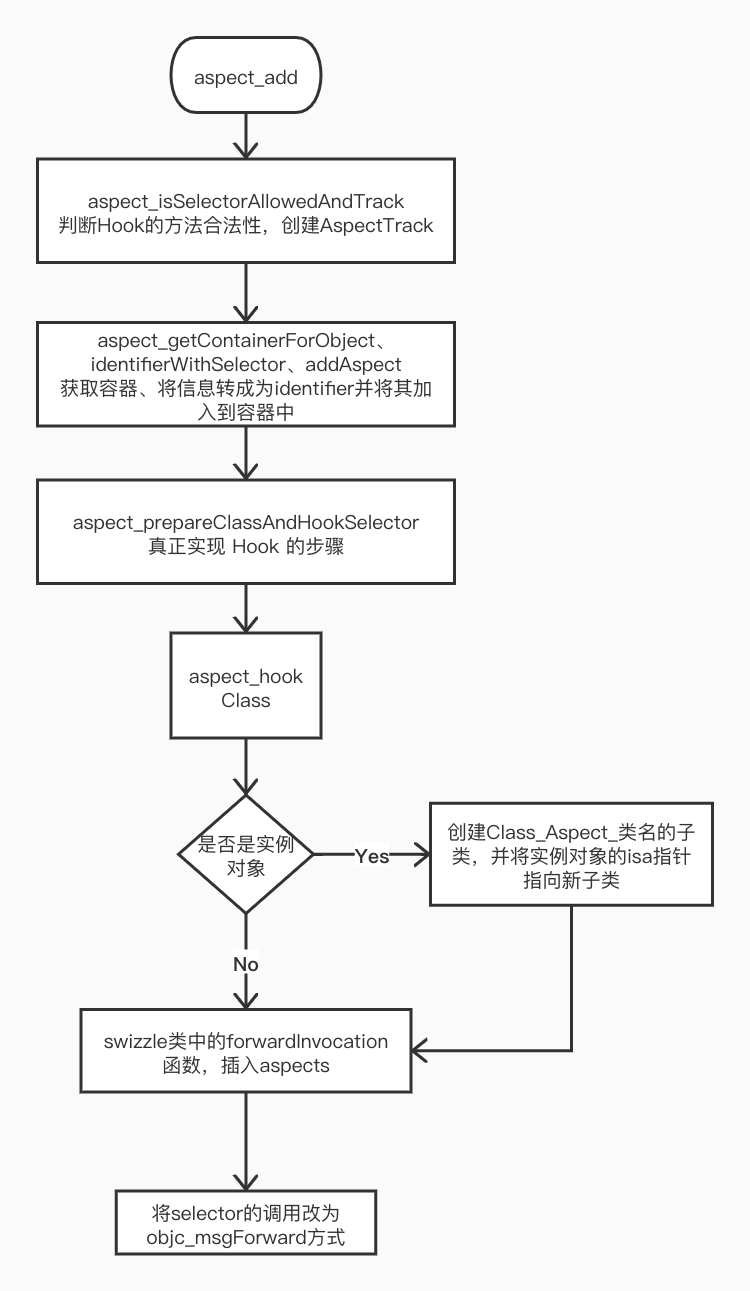 aspect_add
aspect_isSelectorAllowedAndTrack
判断Hook的方法合法性，创建AspectTrack
aspect_getContainerForObject、
identifierWithSelector、addAspect
获取容器、将信息转成为identifier并将其加
入到容器中
aspect_prepareClassAndHookSelector
真正实现 Hook 的步骤
aspect_hook
Class
是否是实例
对象
Yes
创建Class_Aspect_类名的子
类，并将实例对象的isa指针
指向新子类
No
swizzle类中的forwardInvocation
函数，插入aspects
将selector的调用改为
objc_msgForward方式